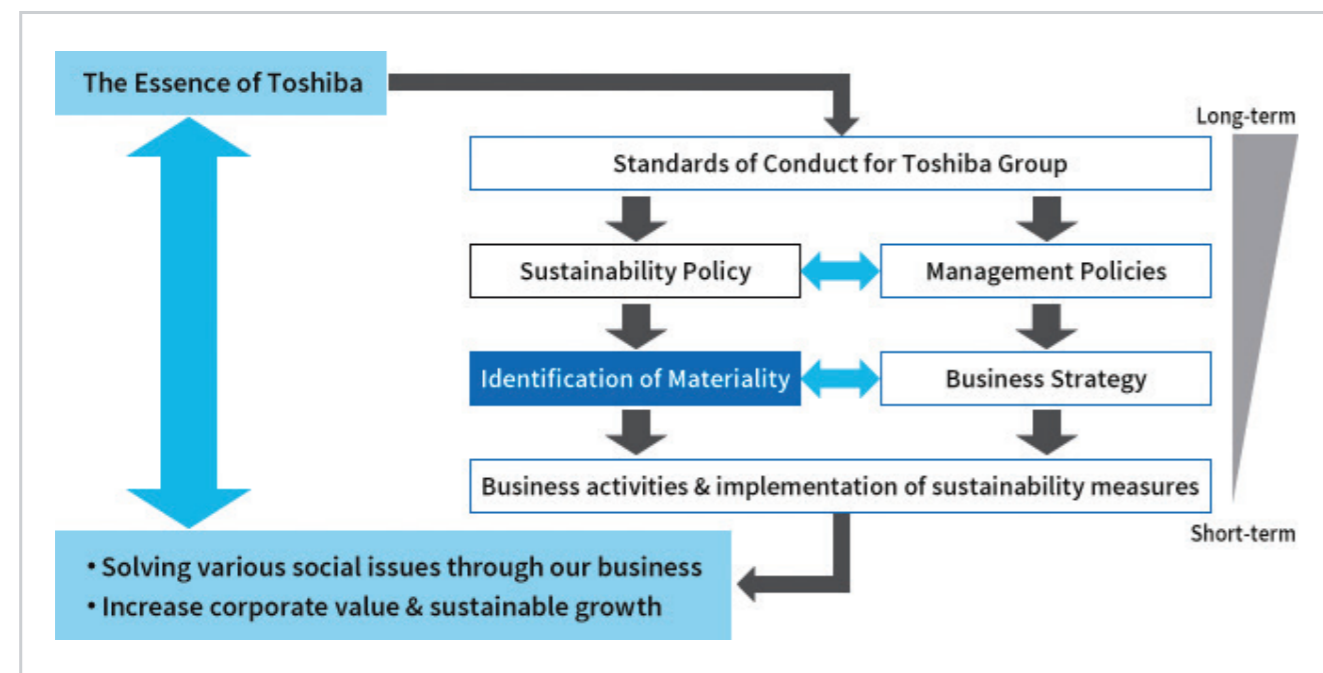 The Essence of Toshiba
Long-term
Standards of Conduct for Toshiba Group
Sustainability Policy
Management Policies
Identification of Materiality
Business Strategy
Business activities & implementation of sustainability measures
Short-term
• Solving various social issues through our business
• Increase corporate value & sustainable growth